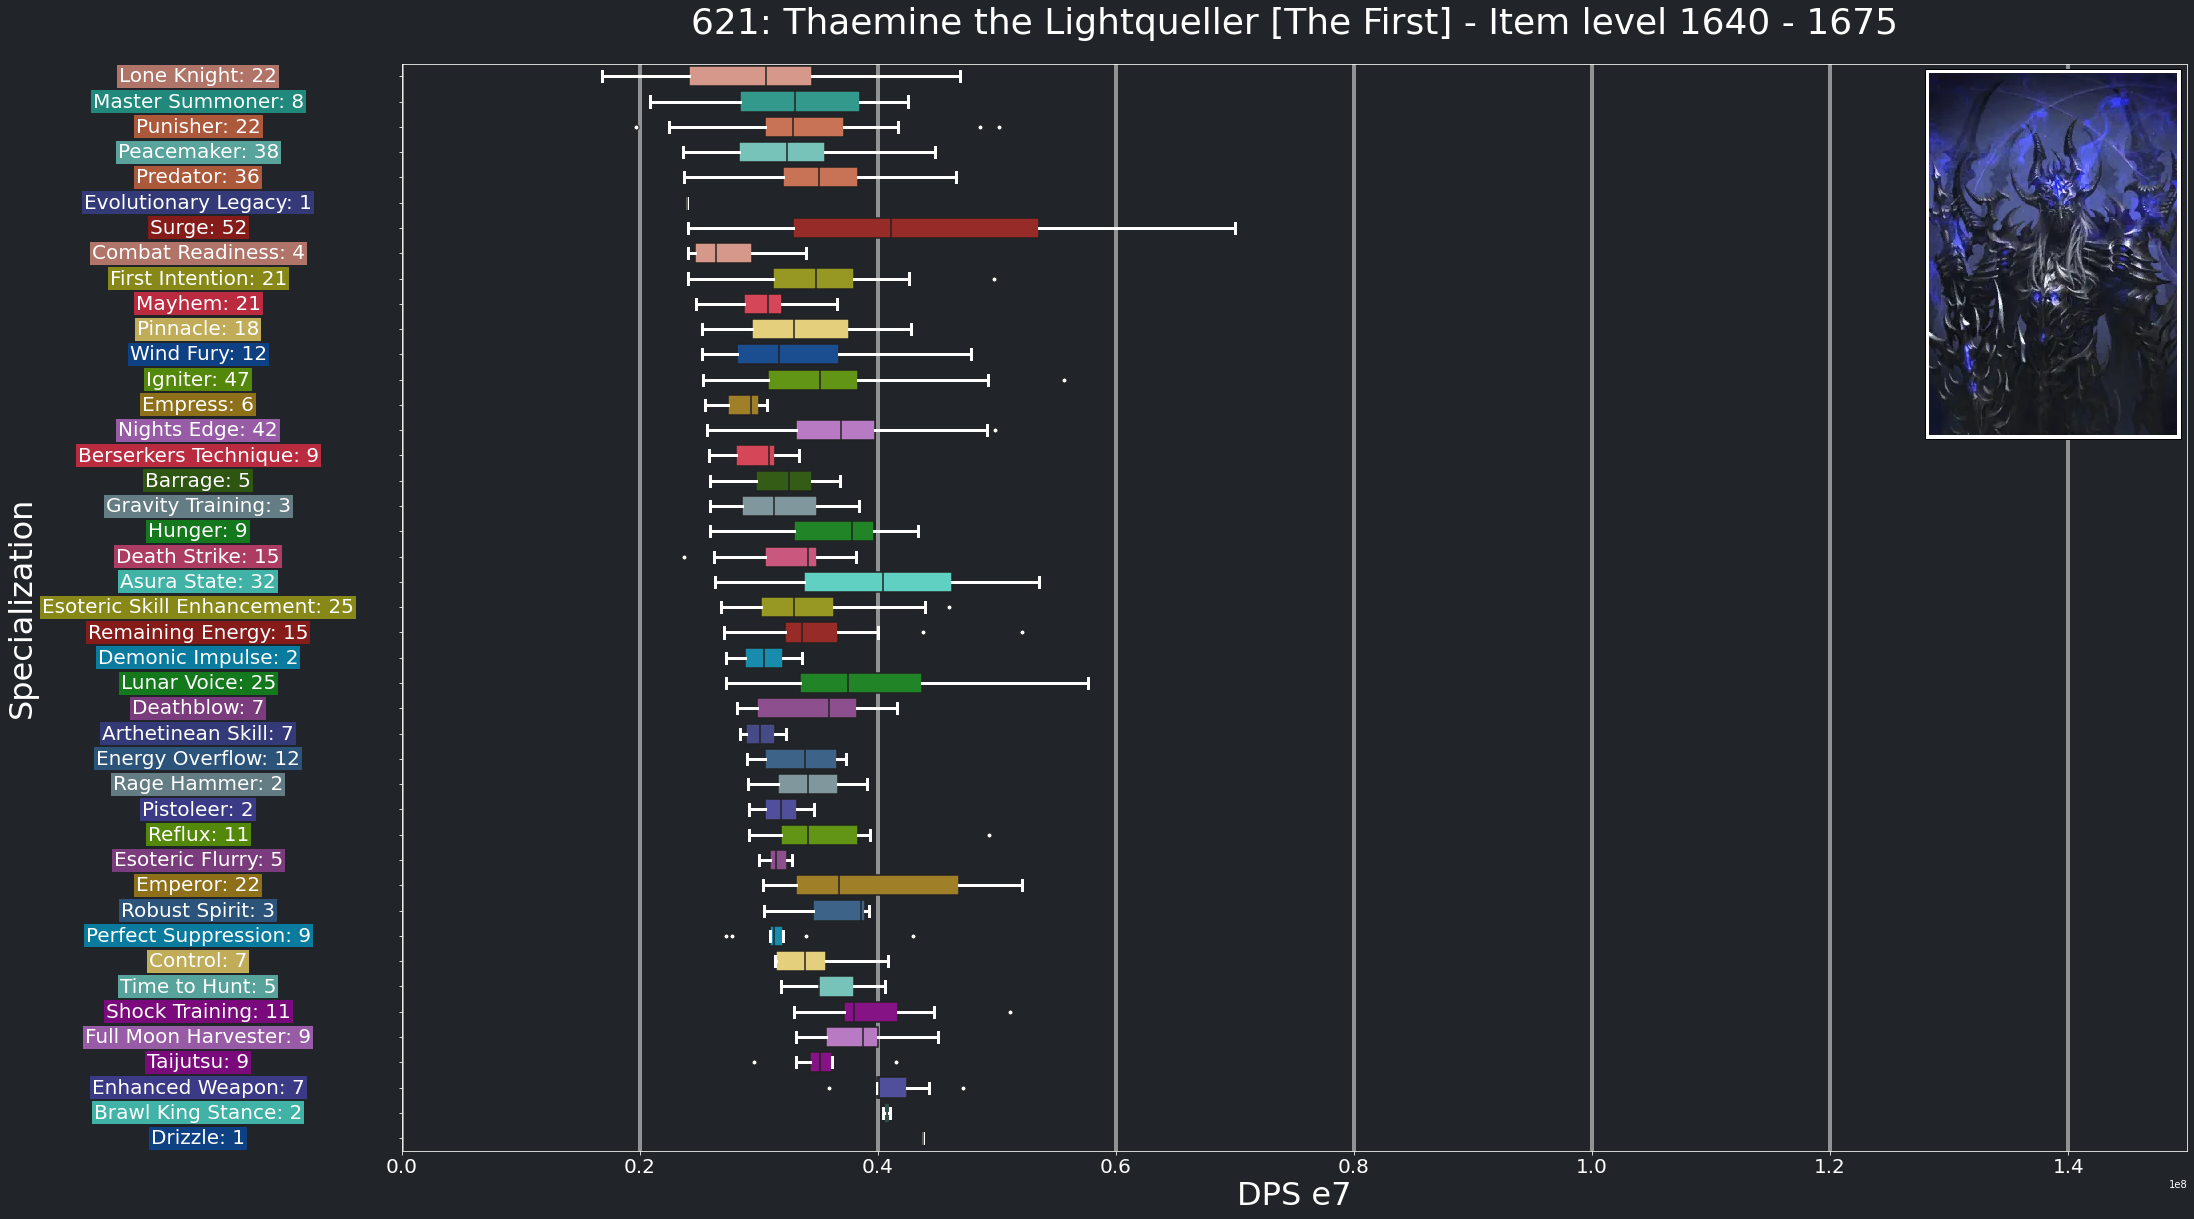 621: Thaemine the Lightqueller [The First] - Item level 1640 - 1675
Specialization
Lone Knight: 22
Master Summoner: 8
Punisher: 22
Peacemaker: 38
Predator: 36
Evolutionary Legacy: 1
Surge: 52
Combat Readiness: 4
First Intention: 21
Mayhem: 21
Pinnacle: 18
Wind Fury: 12
Igniter: 47
Empress: 6
Nights Edge: 42
Berserkers Technique: 9
Barrage: 5
Gravity Training: 3
Hunger: 9
Death Strike: 15
Asura State: 32
Esoteric Skill Enhancement: 25
Remaining Energy: 15
Demonic Impulse: 2
Lunar Voice: 25
Deathblow: 7
Arthetinean Skill: 7
Energy Overflow: 12
Rage Hammer: 2
Pistoleer: 2
Reflux: 11
Esoteric Flurry: 5
Emperor: 22
Robust Spirit: 3
Perfect Suppression: 9
Control: 7
Time to Hunt: 5
Shock Training: 11
Full Moon Harvester: 9
Taijutsu: 9
Enhanced Weapon: 7
Brawl King Stance: 2
Drizzle: 1
0.0 0.2 0.4 0.6 0.8 1.0 1.2 1.4
1e8
DPS e7